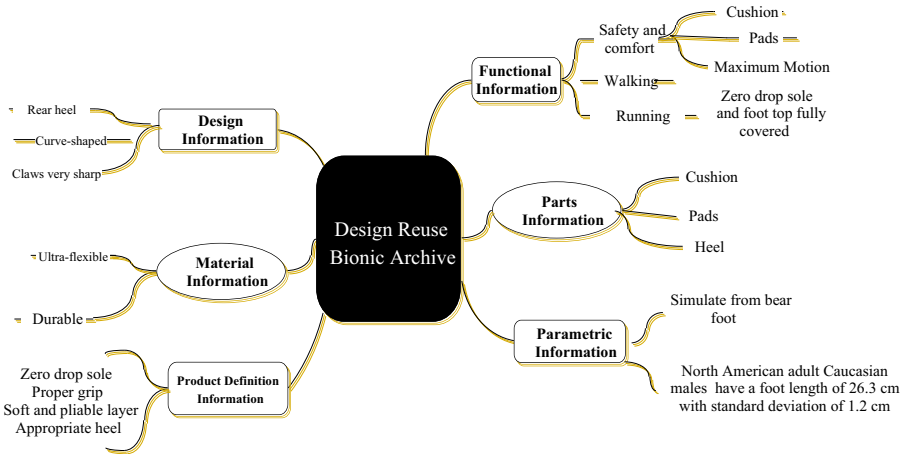 Design Reuse
Bionic Archive
Functional
Information
Safety and
comfort
Cushion
Pads
Maximum Motion
Walking
Running
Zero drop sole
and foot top fully
covered
Parts
Information
Cushion
Pads
Heel
Parametric
Information
Simulate from bear
foot
North American adult Caucasian
males have a foot length of 26.3 cm
with standard deviation of 1.2 cm
Design
Information
Rear heel
Curve-shaped
Claws very sharp
Material
Information
Ultra-flexible
Durable
Product Definition
Information
Zero drop sole
Proper grip
Soft and pliable layer
Appropriate heel